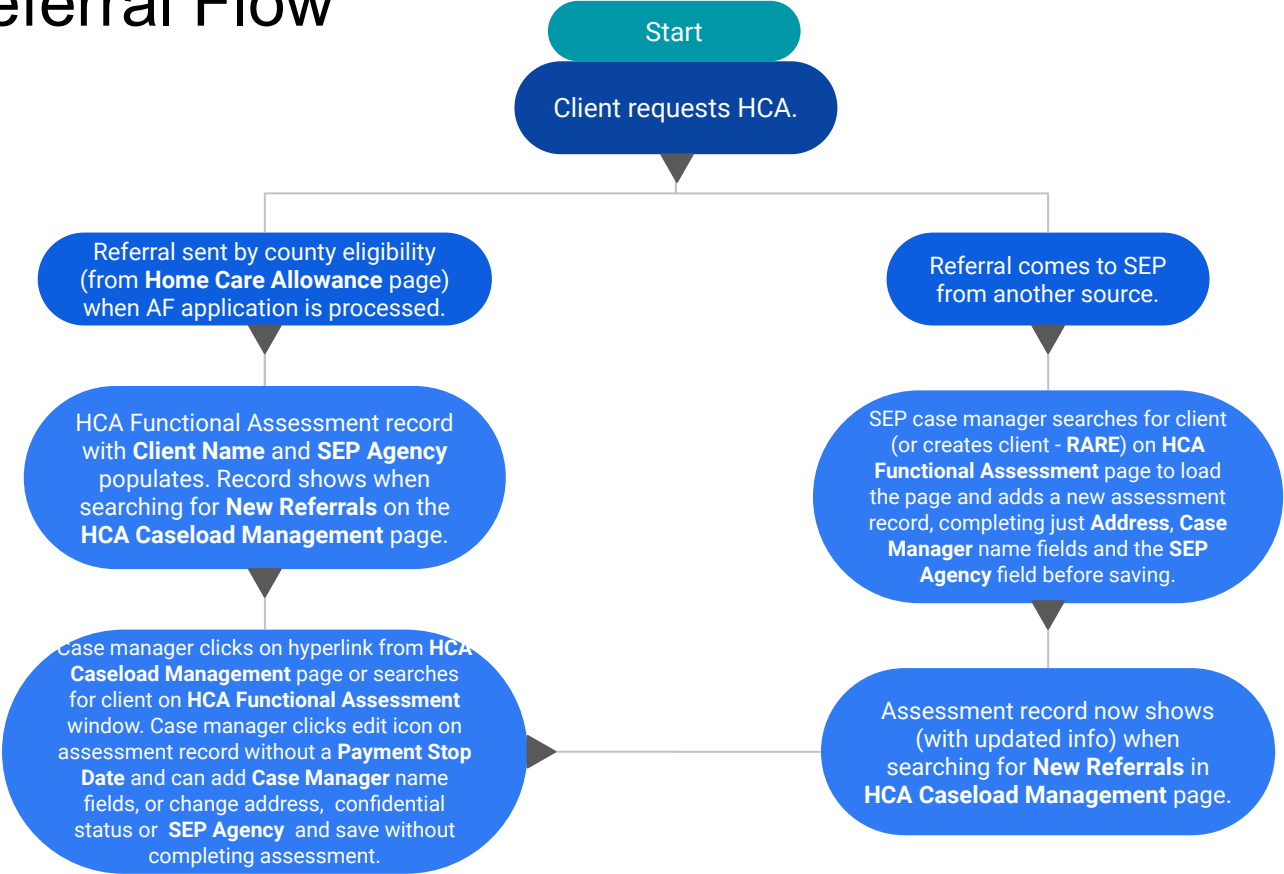 eferral Flow
Start
Client requests HCA.
Referral sent by county eligibility
(from Home Care Allowance page)
when AF application is processed.
Referral comes to SEP
from another source.
HCA Functional Assessment record
with Client Name and SEP Agency
populates. Record shows when
searching for New Referrals on the
HCA Caseload Management page.
SEP case manager searches for client
(or creates client - RARE) on HCA
Functional Assessment page to load
the page and adds a new assessment
record, completing just Address, Case
Manager name fields and the SEP
Agency field before saving.
Case manager clicks on hyperlink from HCA
Caseload Management page or searches
for client on HCA Functional Assessment
window. Case manager clicks edit icon on
assessment record without a Payment Stop
Date and can add Case Manager name
fields, or change address, confidential
status or SEP Agency and save without
completing assessment.
Assessment record now shows
(with updated info) when
searching for New Referrals in
HCA Caseload Management page.